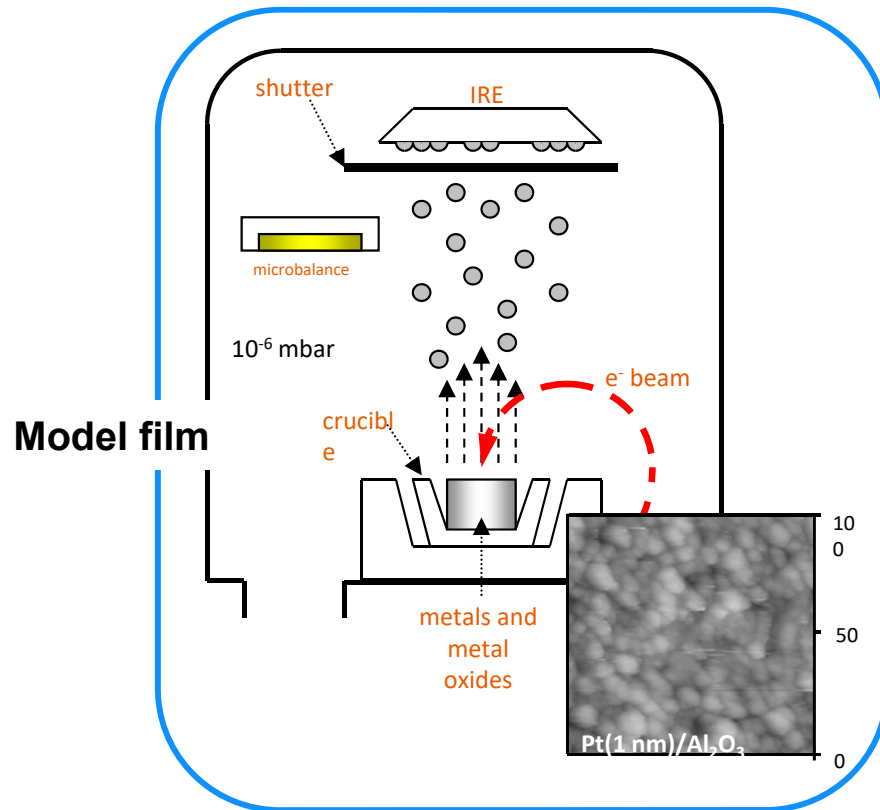 shutter
IRE
microbalance
10⁻⁶ mbar
e⁻ beam
Model film
crucibl
e
metals and
metal
oxides
10
0
50
0
Pt(1 nm)/Al₂O₃